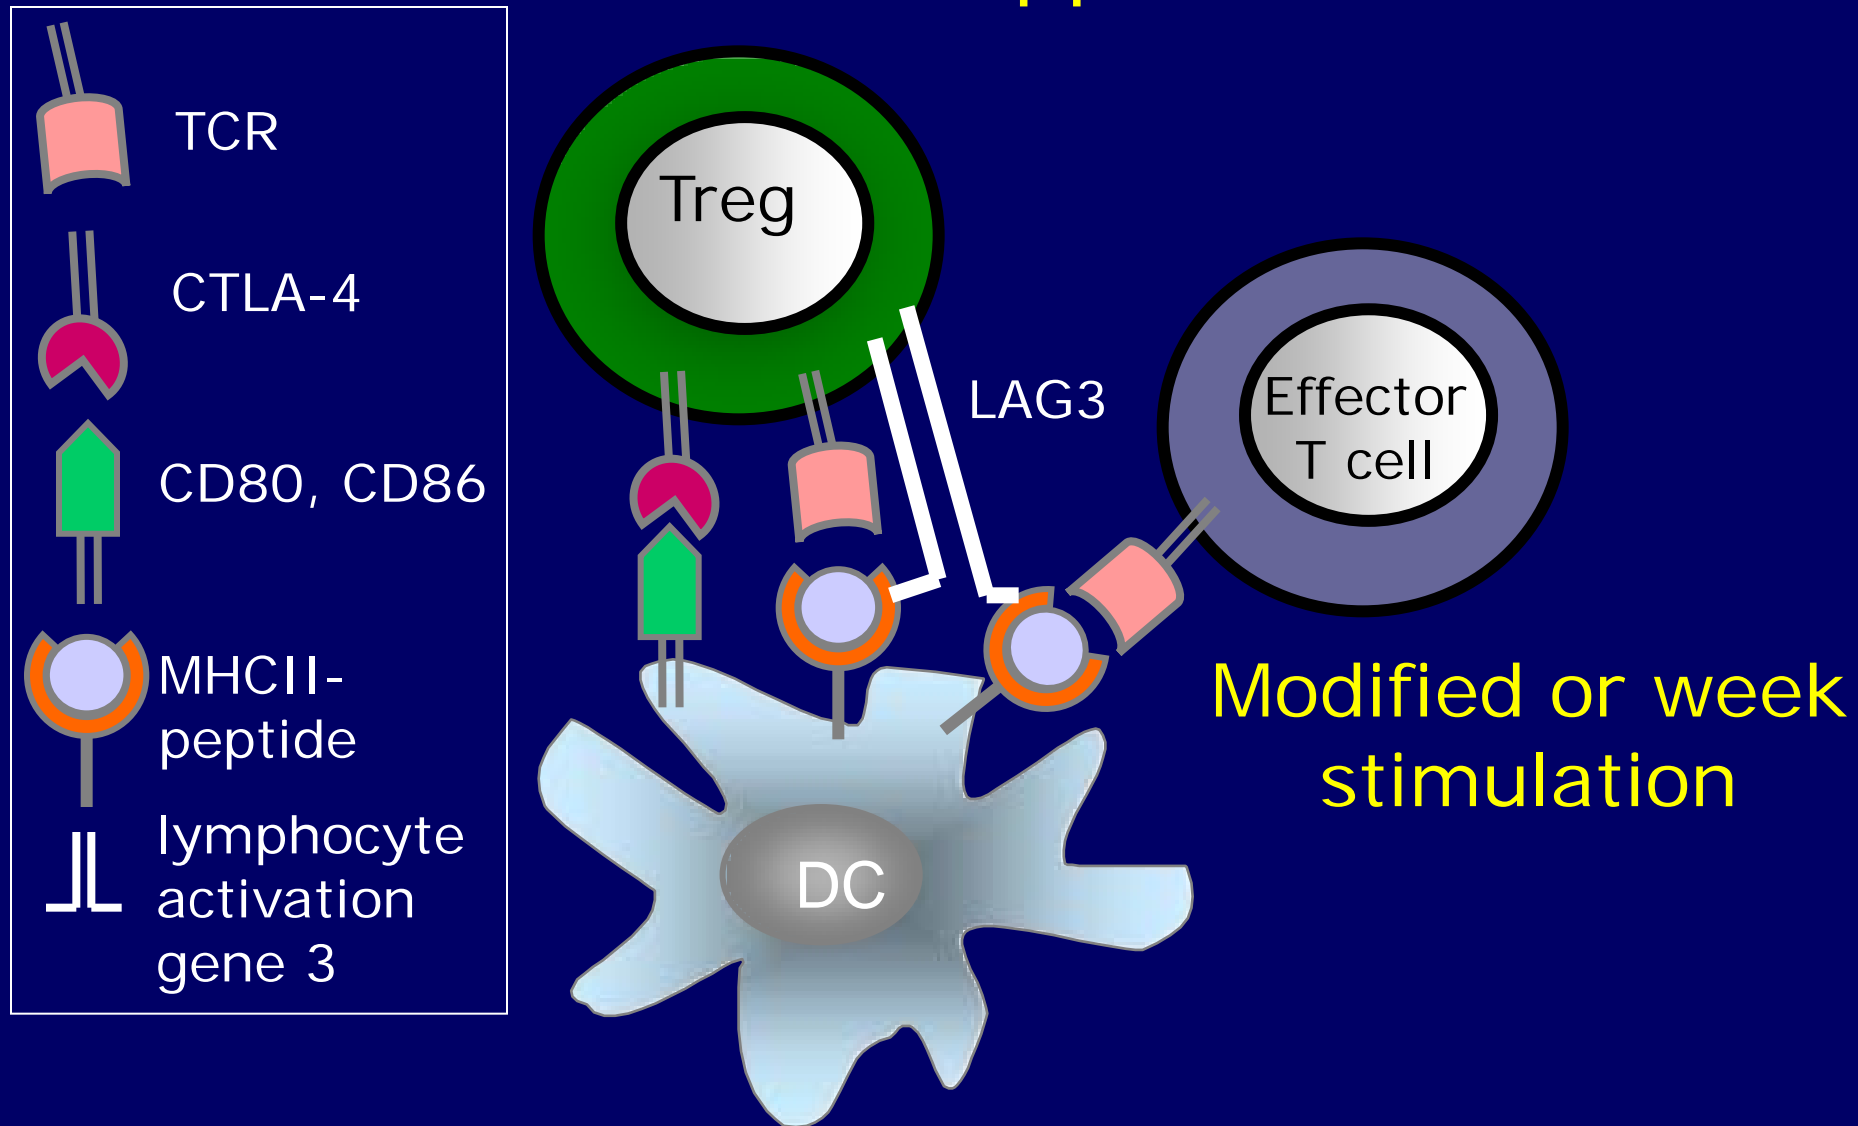 TCR
CTLA-4
CD80, CD86
MHCII-
peptide
lymphocyte
activation
gene 3
Treg
LAG3
Effector
T cell
DC
Modified or week
stimulation